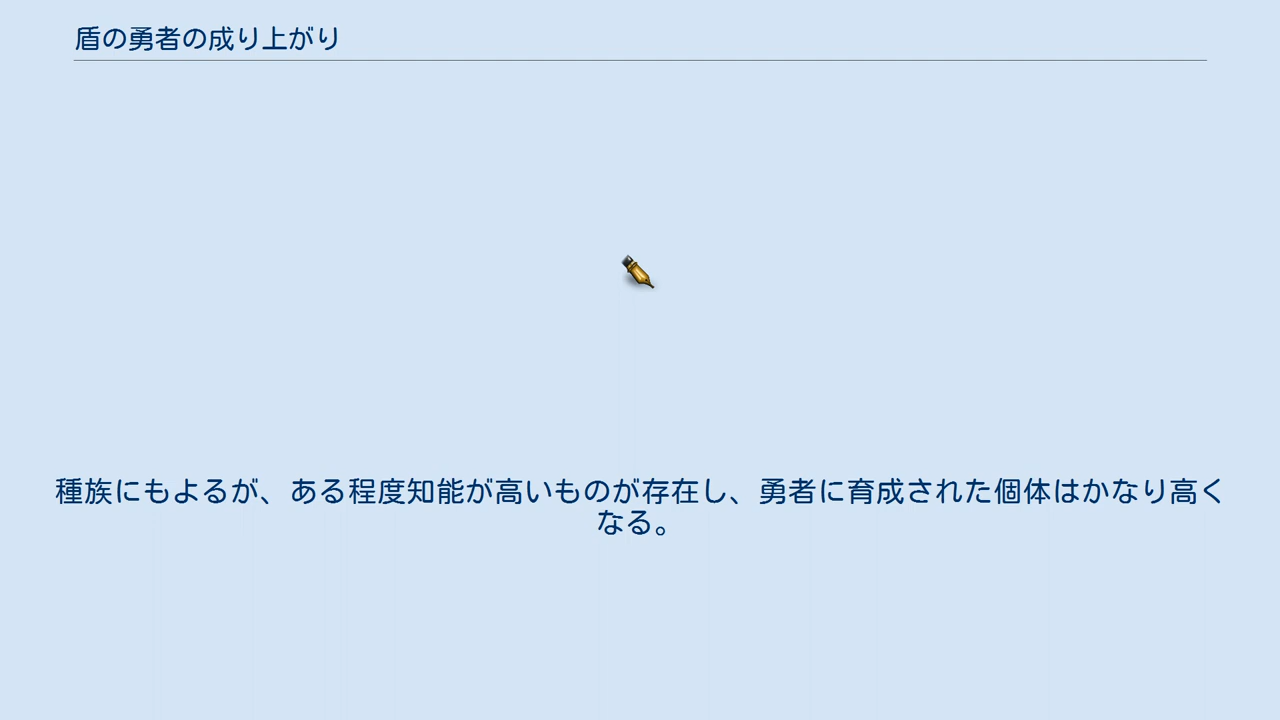 盾の勇者の成り上がり
種族にもよるが、ある程度知能が高いものが存在し、勇者に育成された個体はかなり高く
なる。